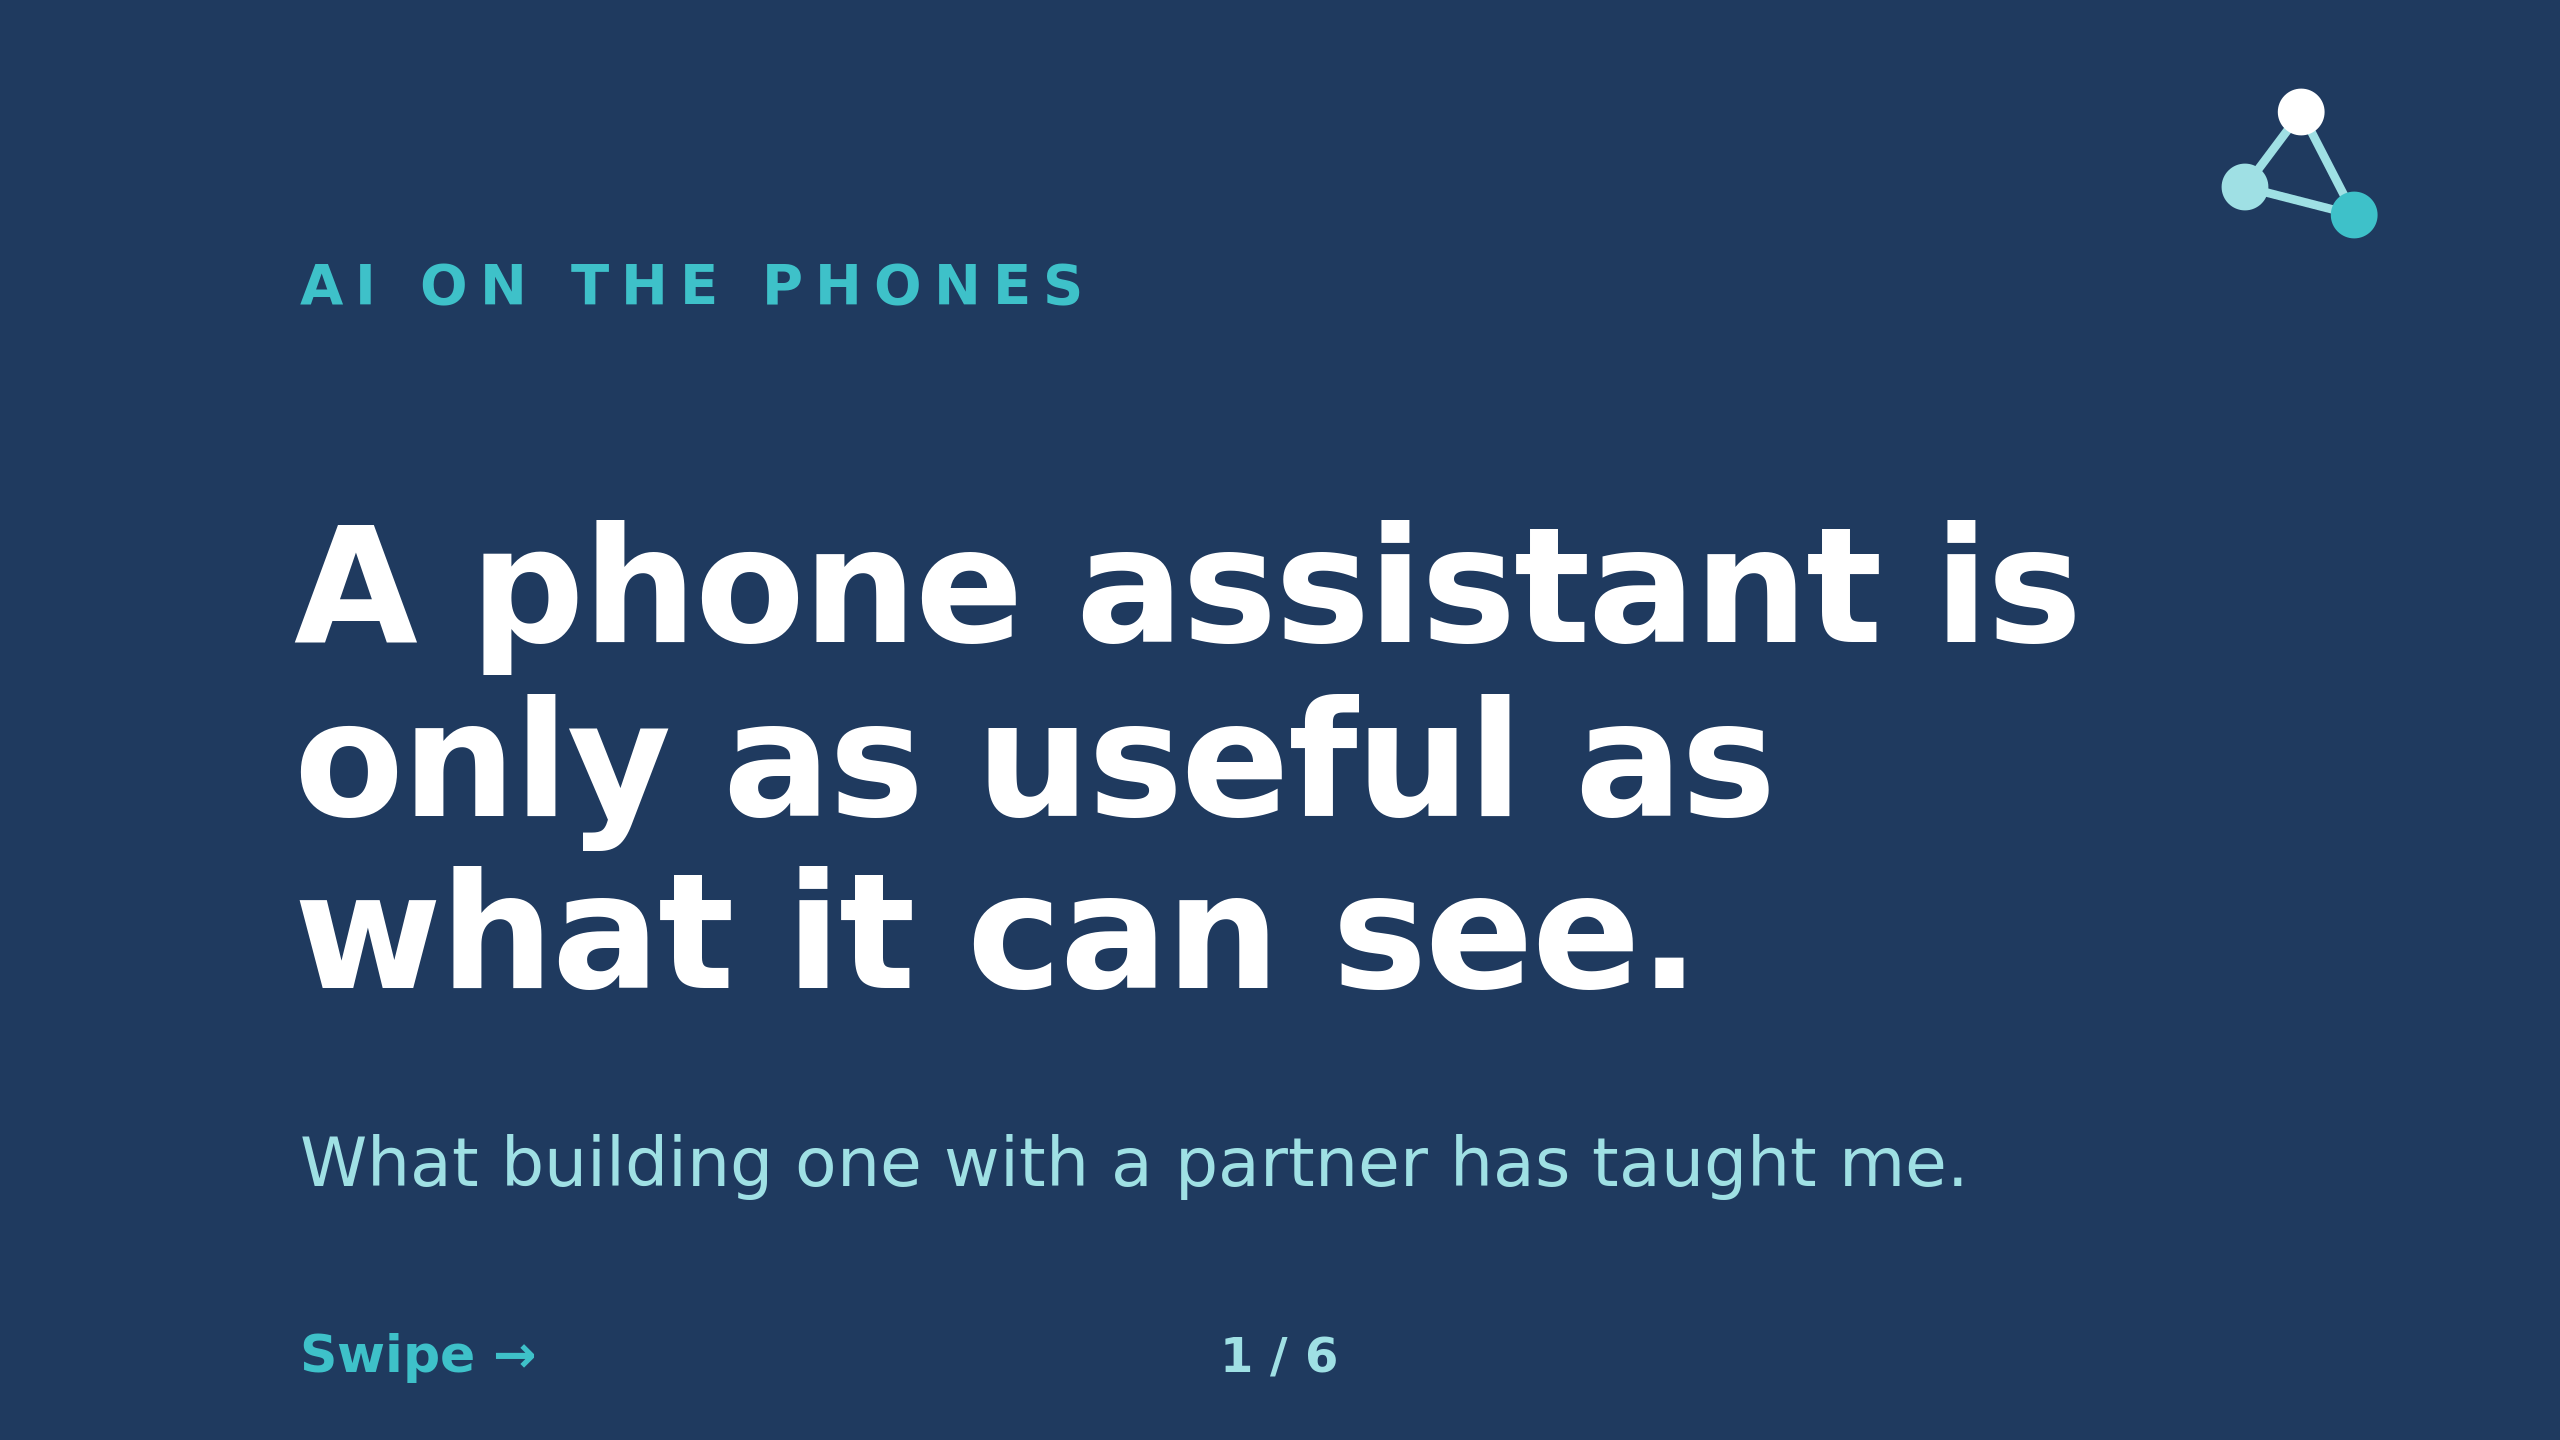 AI ON THE PHONES
A phone assistant is
only as useful as
what it can see.
What building one with a partner has taught me.
Swipe →
1 / 6